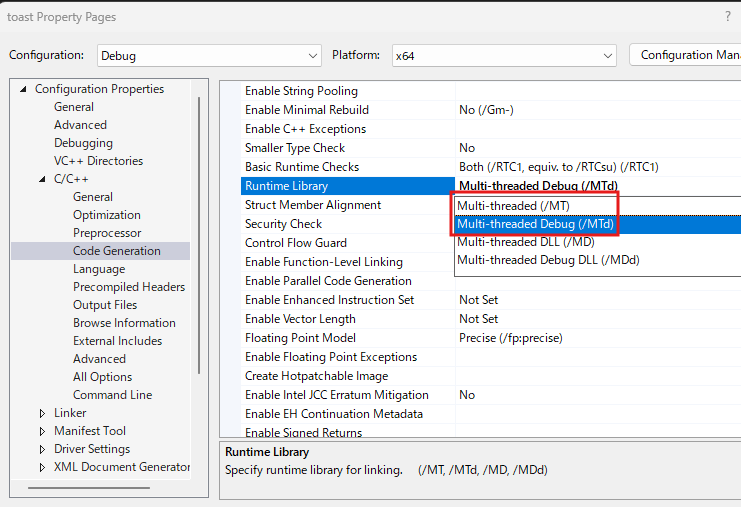 toast Property Pages ?
Configuration: Debug Platform: x64 Configuration Man
Configuration Properties
General
Advanced
Debugging
VC++ Directories
C/C++
General
Optimization
Preprocessor
Code Generation
Language
Precompiled Headers
Output Files
Browse Information
External Includes
Advanced
All Options
Command Line
Linker
Manifest Tool
Driver Settings
XML Document Generator
Enable String Pooling
Enable Minimal Rebuild No (/Gm-)
Enable C++ Exceptions
Smaller Type Check No
Basic Runtime Checks Both (/RTC1, equiv. to /RTCsu) (/RTC1)
Runtime Library Multi-threaded Debug (/MTd)
Struct Member Alignment Multi-threaded (/MT)
Security Check Multi-threaded Debug (/MTd)
Control Flow Guard Multi-threaded DLL (/MD)
Enable Function-Level Linking Multi-threaded Debug DLL (/MDd)
Enable Parallel Code Generation
Enable Enhanced Instruction Set Not Set
Enable Vector Length Not Set
Floating Point Model Precise (/fp:precise)
Enable Floating Point Exceptions
Create Hotpatchable Image
Enable Intel JCC Erratum Mitigation No
Enable EH Continuation Metadata
Enable Signed Returns
Runtime Library
Specify runtime library for linking. (/MT, /MTd, /MD, /MDd)